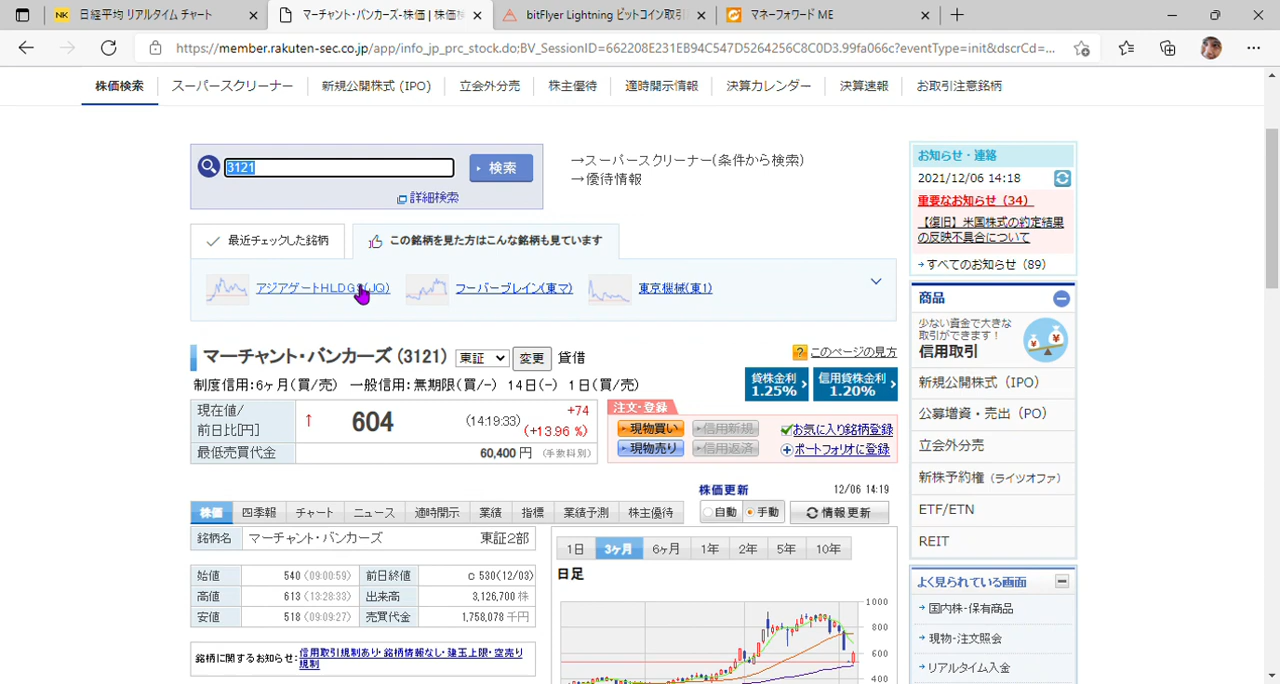 日経平均 リアルタイム チャート
マーチャント・バンカーズ-株価 | 株価検
bitFlyer Lightning ビットコイン取引
マネーフォワード ME
https://member.rakuten-sec.co.jp/app/info_jp_prc_stock.do;BV_SessionID=662208E231EB94C547D5264256C8C0D3.99fa066c?eventType=init&dscrCd=...
株価検索 スーパースクリーナー 新規公開株式 (IPO) 立会外分売 株主優待 適時開示情報 決算カレンダー 決算速報 お取引注意銘柄
3121 検索
詳細検索
→スーパースクリーナー(条件から検索)
→優待情報
最近チェックした銘柄 この銘柄を見た方はこんな銘柄も見ています
アジアゲートHLDGS(JQ) フーバーブレイン(東マ) 東京機械(東1)
マーチャント・バンカーズ (3121) 東証 変更 貸借
このページの見方
制度信用:6ヶ月(買/売) 一般信用:無期限(買/-) 14日(-) 1日(買/売)
貸株金利 1.25%
信用貸株金利 1.20%
現在値/
前日比[円]
↑ 604 (14:19:33) +74
(+13.96 %)
最低売買代金 60,400 円 (手数料別)
注文・登録
現物買い 信用新規 お気に入り銘柄登録
現物売り 信用返済 ポートフォリオに登録
株価更新 12/06 14:19
自動 手動 情報更新
株価 四季報 チャート ニュース 適時開示 業績 指標 業績予測 株主優待
銘柄名 マーチャント・バンカーズ 東証2部
始値 540 (09:00:59) 前日終値 C 530(12/03)
高値 613 (13:28:33) 出来高 3,126,700 株
安値 518 (09:09:27) 売買代金 1,758,078 千円
銘柄に関するお知らせ: 信用取引規制あり・銘柄情報なし・建玉上限・空売り
規制
1日 3ヶ月 6ヶ月 1年 2年 5年 10年
日足
1000
800
600
400
お知らせ・連絡
2021/12/06 14:18
重要なお知らせ (34)
【復旧】米国株式の約定結果
の反映不具合について
すべてのお知らせ (89)
商品
少ない資金で大きな
取引ができます!
信用取引
新規公開株式 (IPO)
公募増資・売出 (PO)
立会外分売
新株予約権 (ライツオファ)
ETF/ETN
REIT
よく見られている画面
国内株-保有商品
現物-注文照会
リアルタイム入金